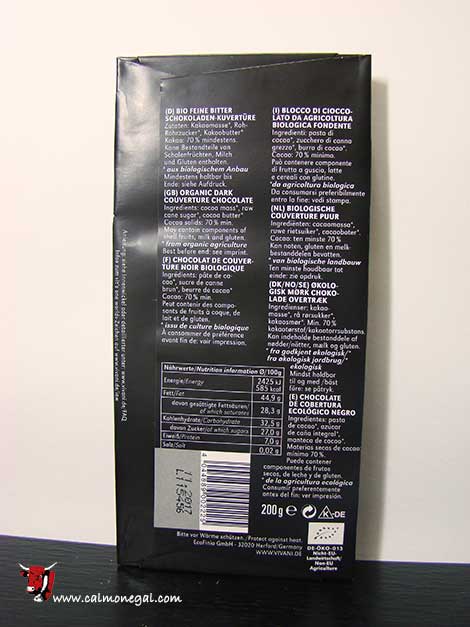 (D) BIO FEINE BITTER
SCHOKOLADEN-KUVERTÜRE
Zutaten: Kakaomasse*, Roh-
Rohrzucker*, Kakaobutter*
Kakao: 70 % mindestens.
Kann Bestandteile von
Schalenfrüchten, Milch
und Gluten enthalten.
* aus biologischem Anbau
Mindestens haltbar bis
Ende: siehe Aufdruck.
(GB) ORGANIC DARK
COUVERTURE CHOCOLATE
Ingredients: cocoa mass*, raw
cane sugar*, cocoa butter*
Cocoa solids: 70 % min.
May contain components of
shell fruits, milk and gluten.
* from organic agriculture
Best before end: see imprint.
(F) CHOCOLAT DE COUVER-
TURE NOIR BIOLOGIQUE
Ingrédients: pâte de ca-
cao*, sucre de canne
brun*, beurre de cacao*
Cacao: 70 % min.
Peut contenir des compo-
sants de fruits à coque, de
lait et de gluten.
* issu de culture biologique
À consommer de préférence
avant fin de: voir impression.
(I) BLOCCO DI CIOCCO-
LATO DA AGRICOLTURA
BIOLOGICA FONDENTE
Ingredienti: pasta di
cacao*, zucchero di canna
grezzo*, burro di cacao*
Cacao: 70 % minimo.
Può contenere componente
di frutta a guscio, latte
e cereali con glutine.
*da agricoltura biologica
Da consumarsi preferibilmente
entro la fine: vedi stampa.
(NL) BIOLOGISCHE
COUVERTURE PUUR
Ingrediënten: cacaomassa*,
ruwe rietsuiker*, cacaoboter*
Cacao: ten minste 70 %
Kan noten, gluten en melk-
bestanddelen bevatten.
* van biologische landbouw
Ten minste houdbaar tot
einde: zie opdruk.
(DK/NO/SE) ØKOLO-
GISK MØRK CHOKO-
LADE OVERTRÆK
Ingredienser: kakao-
masse*, rå rørsukker*,
kakaosmør* Min. 70 %
kakaotørstof/kakaotorrsubstans.
Kan indeholde bestanddele af
nødder/nötter, mælk og gluten.
* fra godkjent økologisk/*
fra økologisk jordbrug/
økologisk
Mindst holdbar
til og med /bäst
före: se påtryk.
(E) CHOCOLATE
DE COBERTURA
ECOLÓGICO NEGRO
Ingredientes: pasta
de cacao*, azúcar
de caña integral*,
manteca de cacao*.
70 % Mínimo de cacao.
Puede contener
componentes de frutos
secos, de leche y de gluten.
* de la agricultura ecológica
Consumir preferentemente
antes del fin: ver impresión.
Nährwerte/Nutrition information Ø/100g
Energie/Energy 2425 kJ
585 kcal
Fett/Fat 44,9 g
davon gesättigte Fettsäuren/
of which saturates 28,3 g
Kohlenhydrate/Carbohydrate 32,5 g
davon Zucker/of which sugars 27,0 g
Eiweiß/Protein 7,0 g
Salz/Salt 0,02 g
11.2017
L115436
200 g e
K-DE
DE-ÖKO-013
Nicht-EU-
Landwirtschaft/
Non-EU
Agriculture
Bitte vor Wärme schützen. / Protect against heat.
EcoFinia GmbH - 32020 Herford/Germany
WWW.VIVANI.DE
www.calmonegal.com